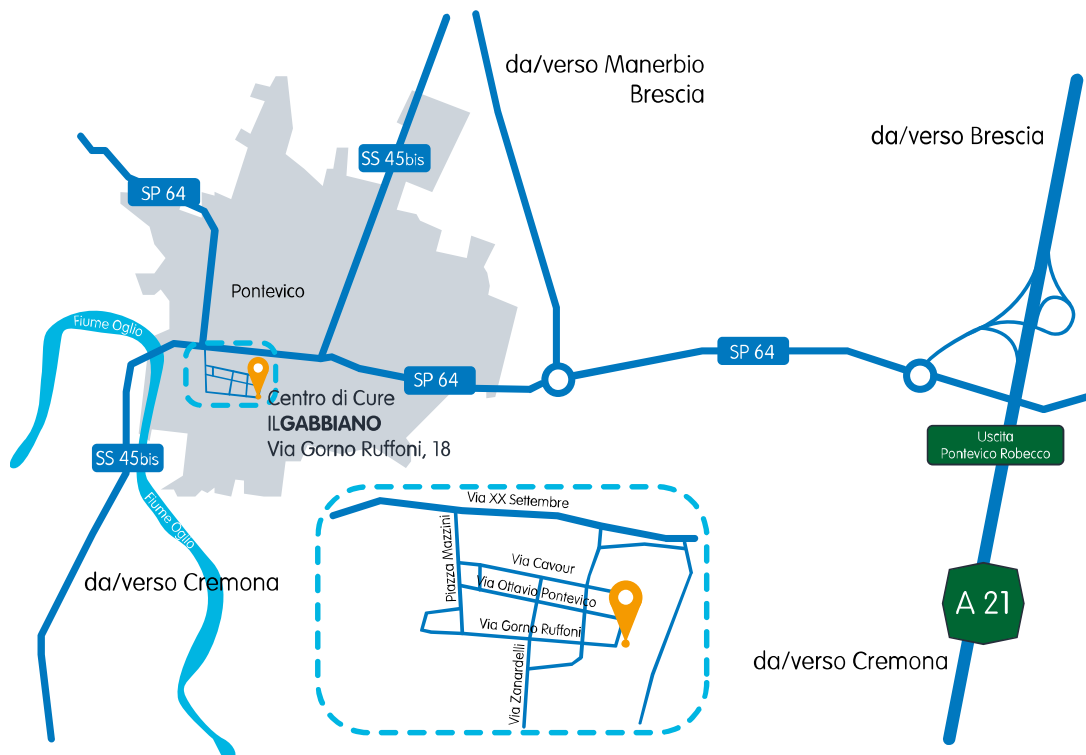 da/verso Manerbio
Brescia
da/verso Brescia
SS 45bis
SP 64
Pontevico
Fiume Oglio
SP 64
SP 64
Centro di Cure
ILGABBIANO
Via Gorno Ruffoni, 18
Uscita
Pontevico Robecco
SS 45bis
Fiume Oglio
da/verso Cremona
Via XX Settembre
Piazza Mazzini
Via Cavour
Via Ottavio Pontevico
Via Gorno Ruffoni
Via Zanardelli
A 21
da/verso Cremona